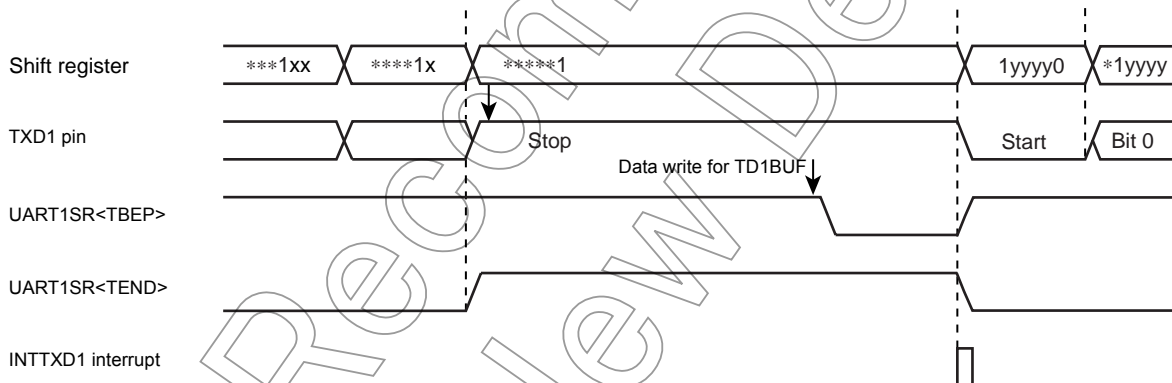 Shift register ***1xx ****1x *****1 1yyyy0 *1yyyy
TXD1 pin Stop Start Bit 0
Data write for TD1BUF
UART1SR<TBEP>
UART1SR<TEND>
INTTXD1 interrupt